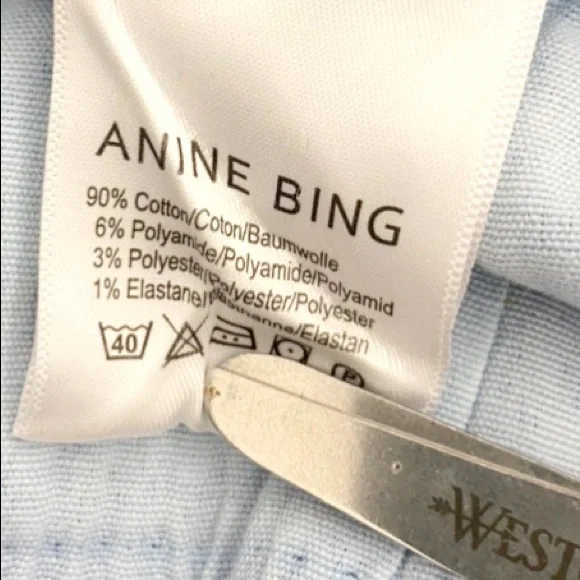 ANINE BING
90% Cotton/Coton/Baumwolle
6% Polyamide/Polyamide/Polyamid
3% Polyester/Polyester/Polyester
1% Elastane/ /Elastan
40
P
WEST